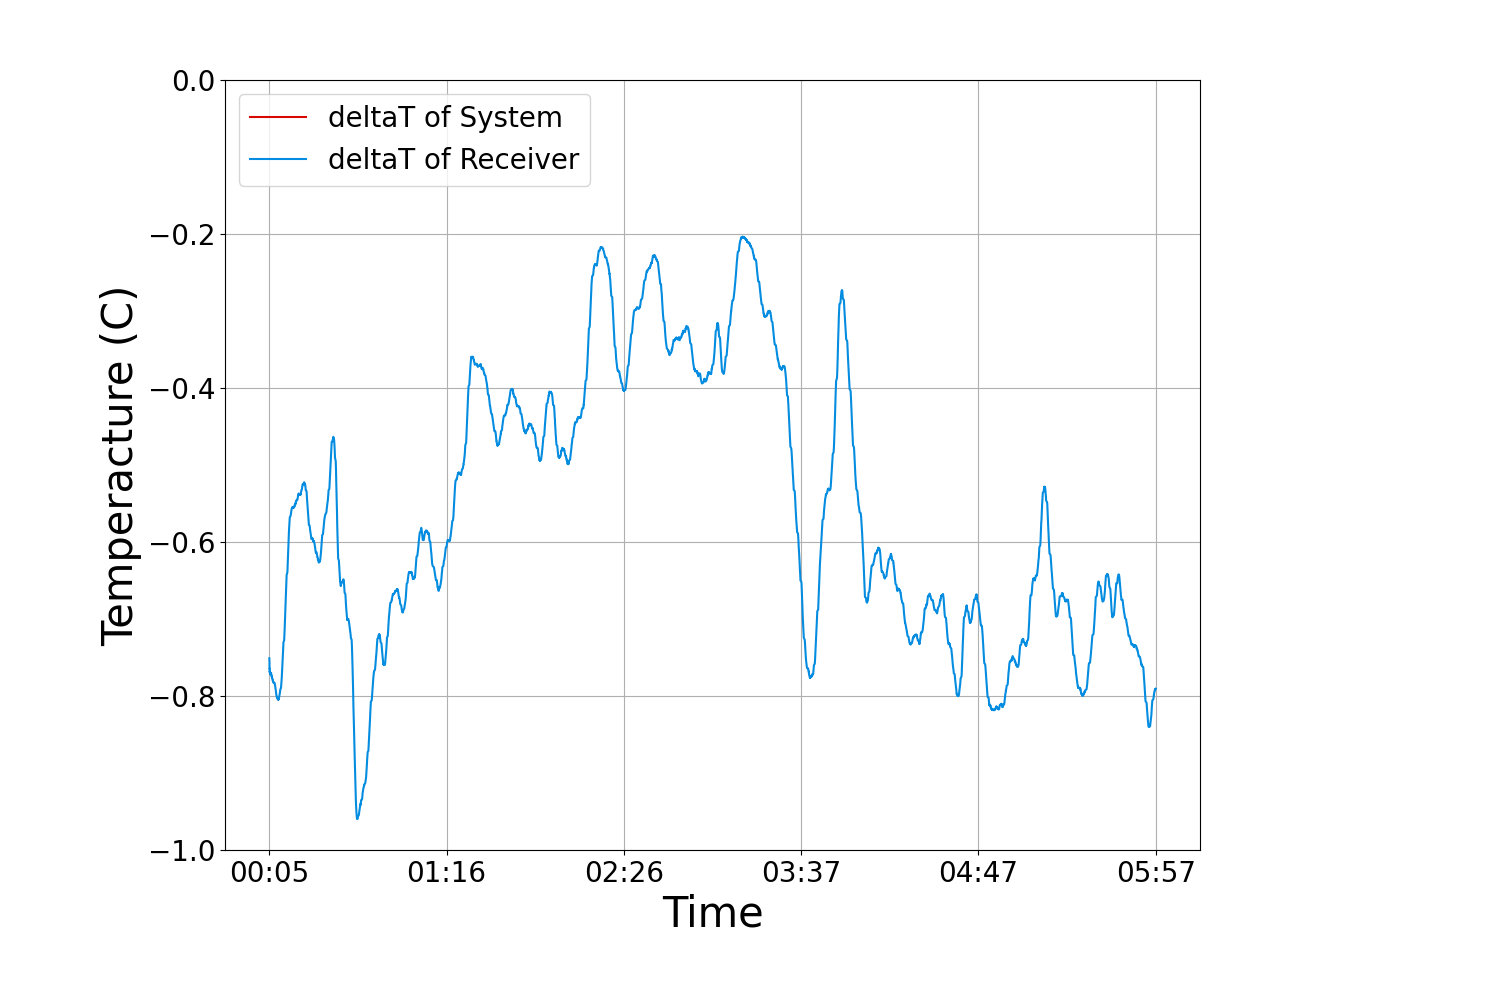 0.0
deltaT of System
deltaT of Receiver
−0.2
−0.4
−0.6
−0.8
−1.0
Temperacture (C)
00:05 01:16 02:26 03:37 04:47 05:57
Time